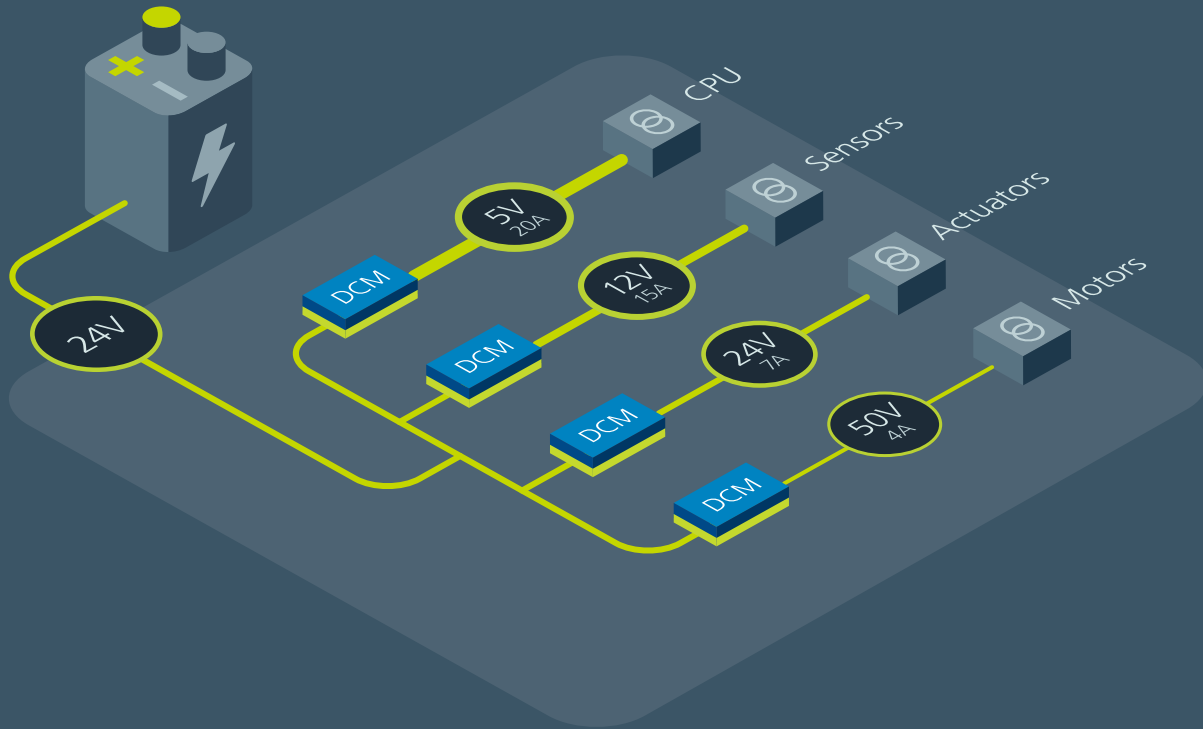 24V
CPU
5V
20A
DCM
Sensors
12V
15A
DCM
Actuators
24V
7A
DCM
Motors
50V
4A
DCM